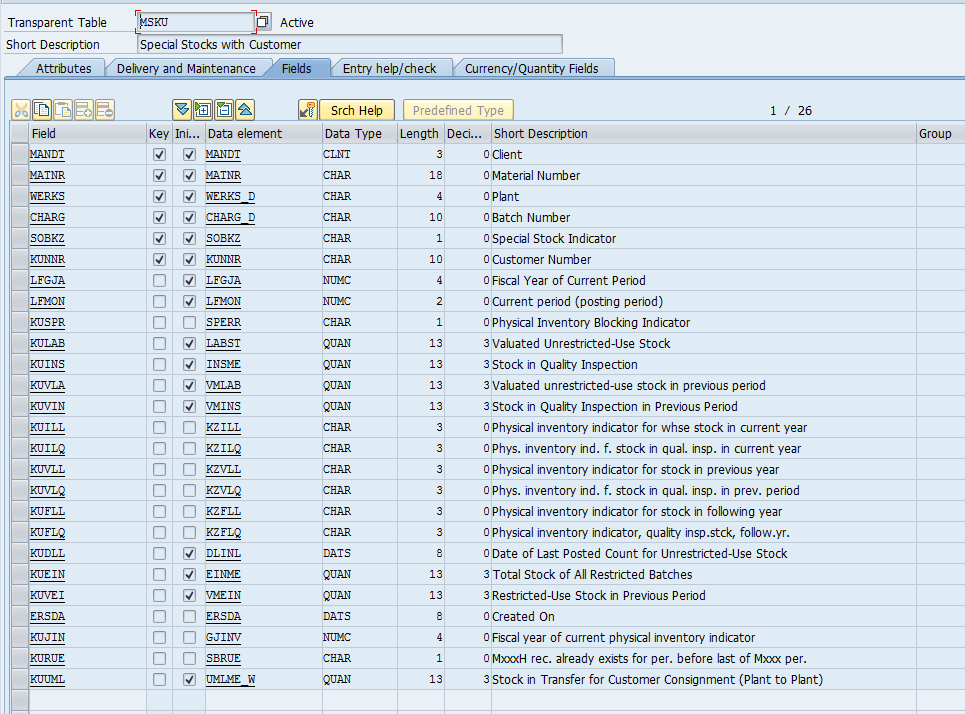 Transparent Table MSKU Active
Short Description Special Stocks with Customer
Attributes Delivery and Maintenance Fields Entry help/check Currency/Quantity Fields
Srch Help Predefined Type 1 / 26
Field Key Ini... Data element Data Type Length Deci... Short Description Group
MANDT MANDT CLNT 3 0 Client
MATNR MATNR CHAR 18 0 Material Number
WERKS WERKS_D CHAR 4 0 Plant
CHARG CHARG_D CHAR 10 0 Batch Number
SOBKZ SOBKZ CHAR 1 0 Special Stock Indicator
KUNNR KUNNR CHAR 10 0 Customer Number
LFGJA LFGJA NUMC 4 0 Fiscal Year of Current Period
LFMON LFMON NUMC 2 0 Current period (posting period)
KUSPR SPERR CHAR 1 0 Physical Inventory Blocking Indicator
KULAB LABST QUAN 13 3 Valuated Unrestricted-Use Stock
KUINS INSME QUAN 13 3 Stock in Quality Inspection
KUVLA VMLAB QUAN 13 3 Valuated unrestricted-use stock in previous period
KUVIN VMINS QUAN 13 3 Stock in Quality Inspection in Previous Period
KUILL KZILL CHAR 3 0 Physical inventory indicator for whse stock in current year
KUILQ KZILQ CHAR 3 0 Phys. inventory ind. f. stock in qual. insp. in current year
KUVLL KZVLL CHAR 3 0 Physical inventory indicator for stock in previous year
KUVLQ KZVLQ CHAR 3 0 Phys. inventory ind. f. stock in qual. insp. in prev. period
KUFLL KZFLL CHAR 3 0 Physical inventory indicator for stock in following year
KUFLQ KZFLQ CHAR 3 0 Physical inventory indicator, quality insp.stck, follow.yr.
KUDLL DLINL DATS 8 0 Date of Last Posted Count for Unrestricted-Use Stock
KUEIN EINME QUAN 13 3 Total Stock of All Restricted Batches
KUVEI VMEIN QUAN 13 3 Restricted-Use Stock in Previous Period
ERSDA ERSDA DATS 8 0 Created On
KUJIN GJINV NUMC 4 0 Fiscal year of current physical inventory indicator
KURUE SBRUE CHAR 1 0 MxxxH rec. already exists for per. before last of Mxxx per.
KUUML UMLME_W QUAN 13 3 Stock in Transfer for Customer Consignment (Plant to Plant)